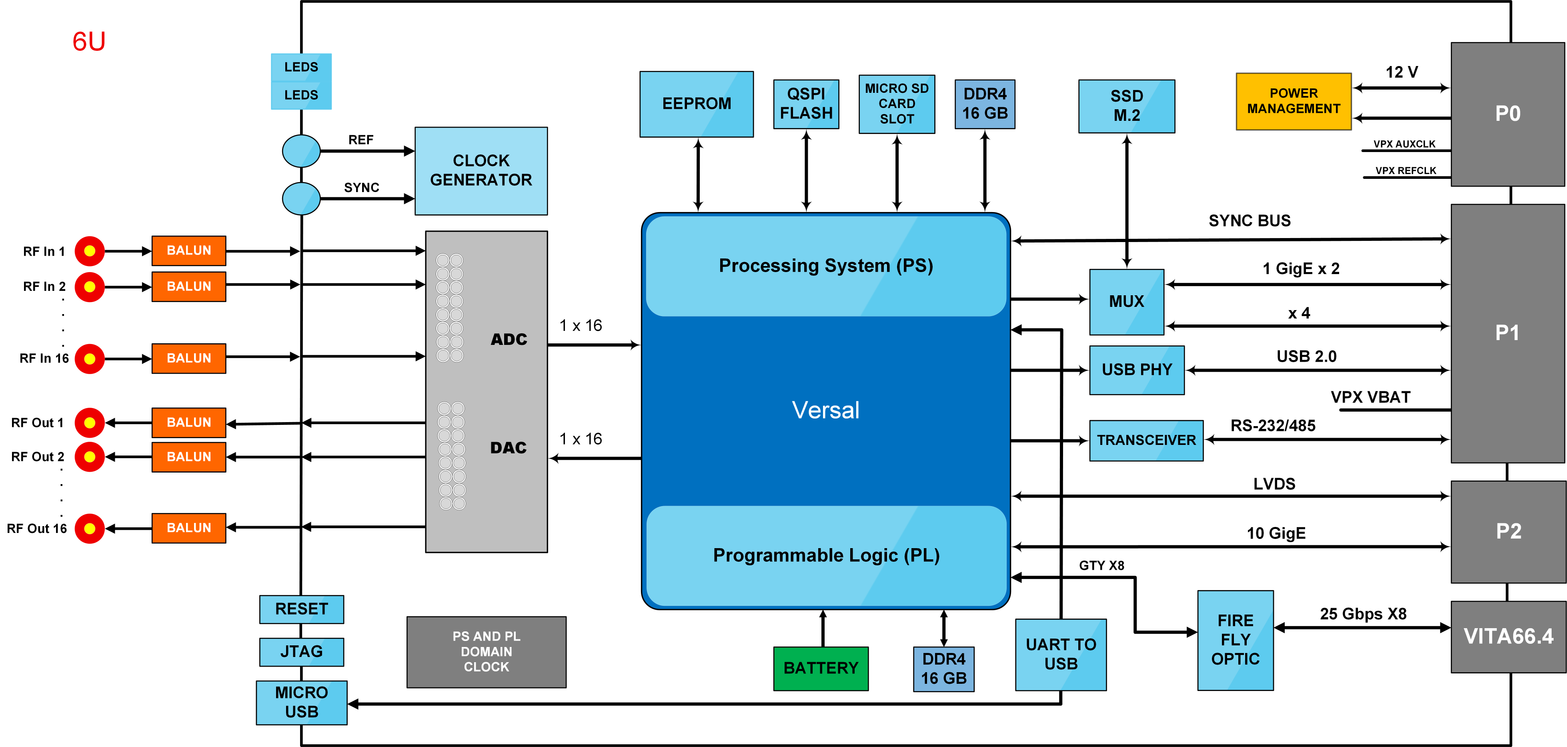 6U
LEDS
LEDS
REF
SYNC
CLOCK
GENERATOR
EEPROM
QSPI
FLASH
MICRO SD
CARD
SLOT
DDR4
16 GB
SSD
M.2
POWER
MANAGEMENT
12 V
VPX AUXCLK
VPX REFCLK
P0
RF In 1
BALUN
RF In 2
BALUN
RF In 16
BALUN
RF Out 1
BALUN
RF Out 2
BALUN
RF Out 16
BALUN
ADC
DAC
1 x 16
1 x 16
Processing System (PS)
Versal
Programmable Logic (PL)
SYNC BUS
MUX
1 GigE x 2
x 4
USB PHY
USB 2.0
VPX VBAT
TRANSCEIVER
RS-232/485
P1
LVDS
10 GigE
P2
GTY X8
FIRE
FLY
OPTIC
25 Gbps X8
VITA66.4
RESET
JTAG
MICRO
USB
PS AND PL
DOMAIN
CLOCK
BATTERY
DDR4
16 GB
UART TO
USB